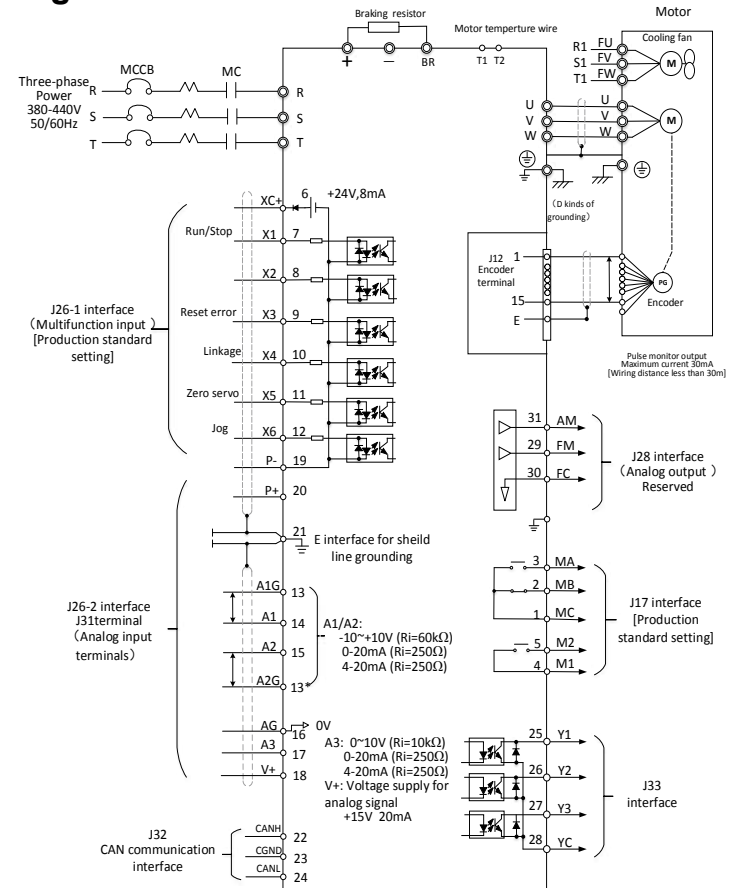 Braking resistor
+
−
BR
Motor temperture wire
T1 T2
Motor
Cooling fan
R1 FU
S1 FV
T1 FW
M
Three-phase
Power
380-440V
50/60Hz
MCCB
MC
R
R
S
S
T
T
U
U
V
V
W
W
M
(D kinds of
grounding)
J12
Encoder
terminal
1
15
E
PG
Encoder
Pulse monitor output
Maximum current 30mA
[Wiring distance less than 30m]
J26-1 interface
(Multifunction input )
[Production standard
setting]
XC+ 6 +24V,8mA
Run/Stop X1 7
X2 8
Reset error X3 9
Linkage X4 10
Zero servo X5 11
Jog X6 12
P- 19
P+ 20
21 E interface for sheild
line grounding
J26-2 interface
J31terminal
(Analog input
terminals)
A1G 13
A1 14
A2 15
A2G 13*
A1/A2:
-10~+10V (Ri=60kΩ)
0-20mA (Ri=250Ω)
4-20mA (Ri=250Ω)
AG 16 0V
A3 17
V+ 18
A3: 0~10V (Ri=10kΩ)
0-20mA (Ri=250Ω)
4-20mA (Ri=250Ω)
V+: Voltage supply for
analog signal
+15V 20mA
J32
CAN communication
interface
CANH 22
CGND 23
CANL 24
31 AM
29 FM
30 FC
J28 interface
(Analog output )
Reserved
3 MA
2 MB
1 MC
5 M2
4 M1
J17 interface
[Production
standard setting]
25 Y1
26 Y2
27 Y3
28 YC
J33
interface